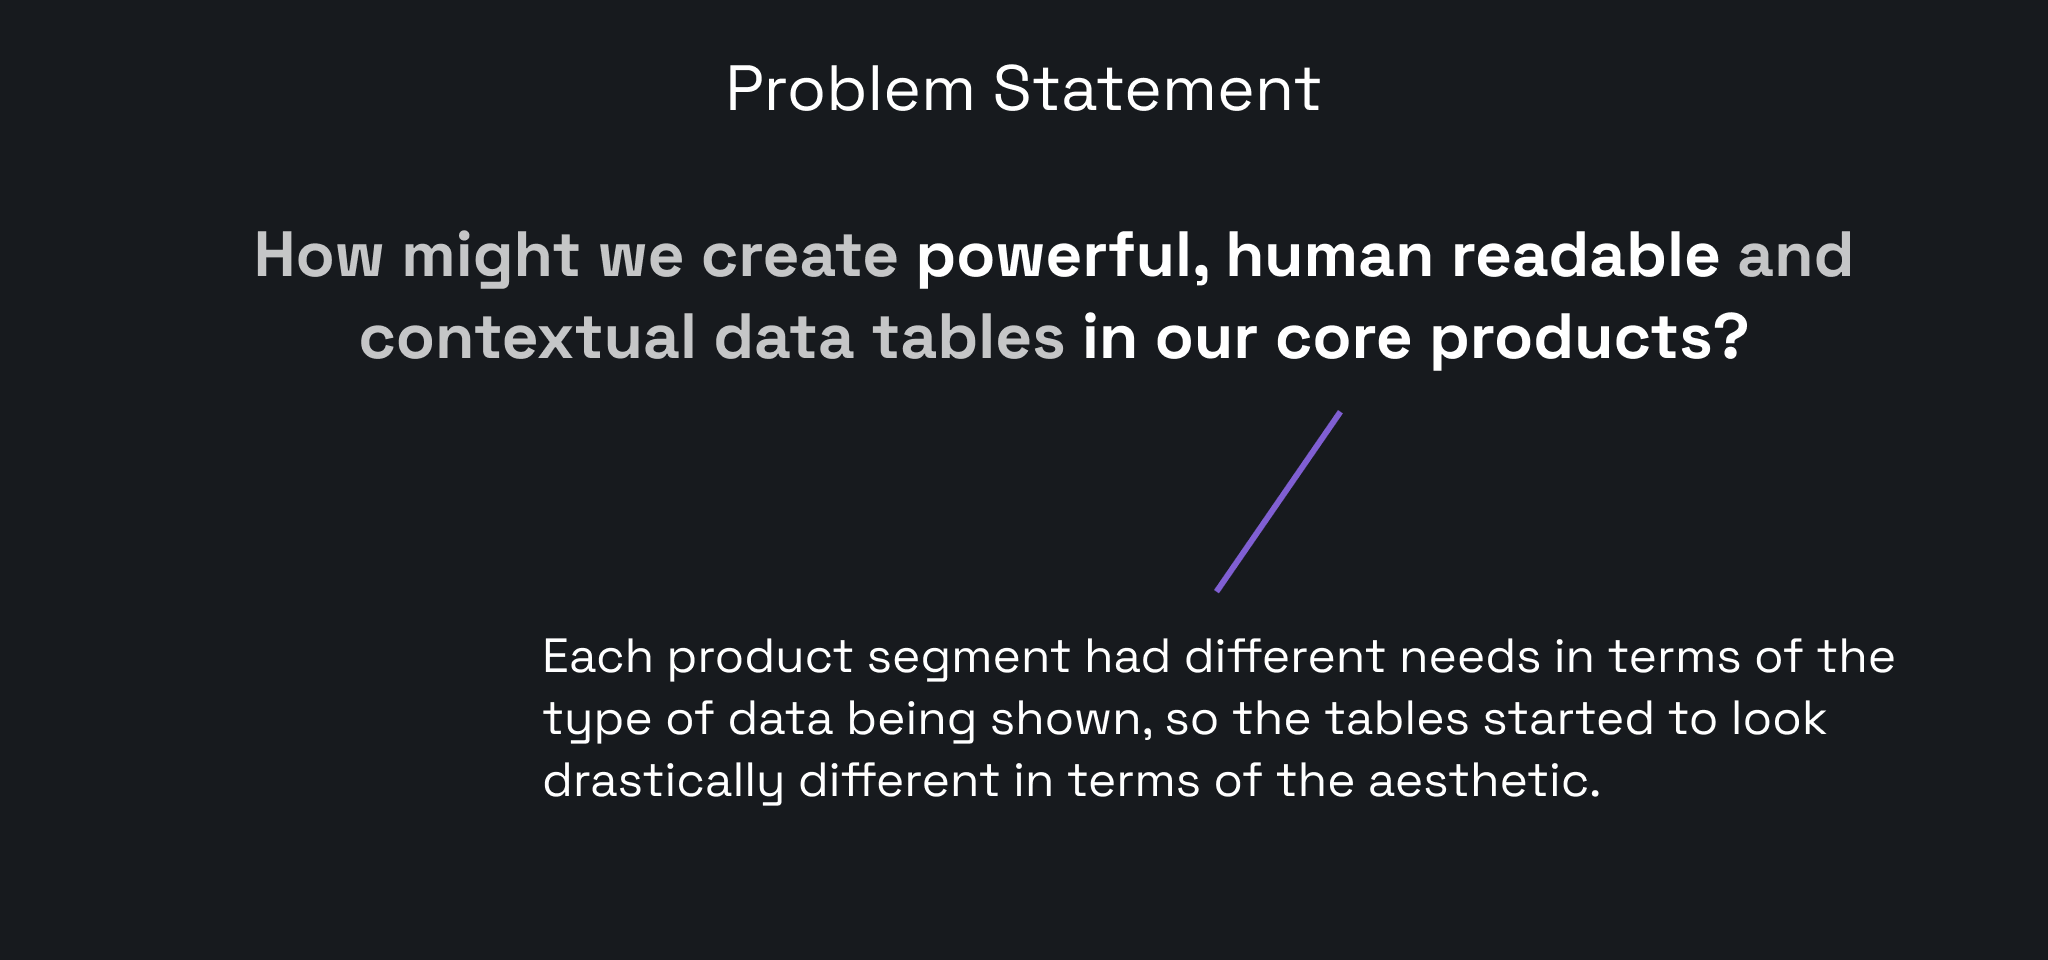 Problem Statement
How might we create powerful, human readable and
contextual data tables in our core products?
Each product segment had different needs in terms of the
type of data being shown, so the tables started to look
drastically different in terms of the aesthetic.